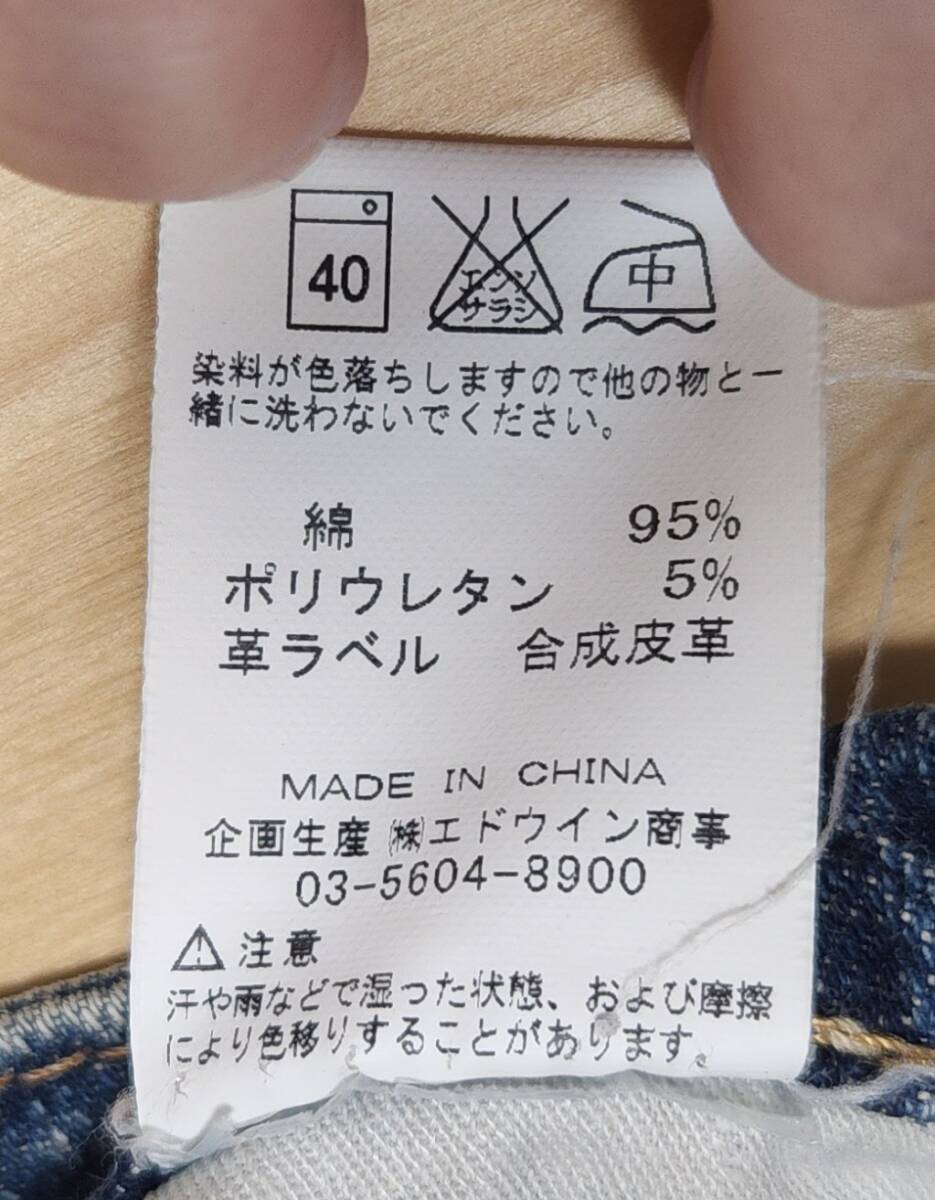 40
エンソ
サラシ
中
染料が色落ちしますので他の物と一
緒に洗わないでください。
綿 95%
ポリウレタン 5%
革ラベル 合成皮革
MADE IN CHINA
企画生産 ㈱エドウイン商事
03-5604-8900
注意
汗や雨などで湿った状態、および摩擦
により色移りすることがあります。